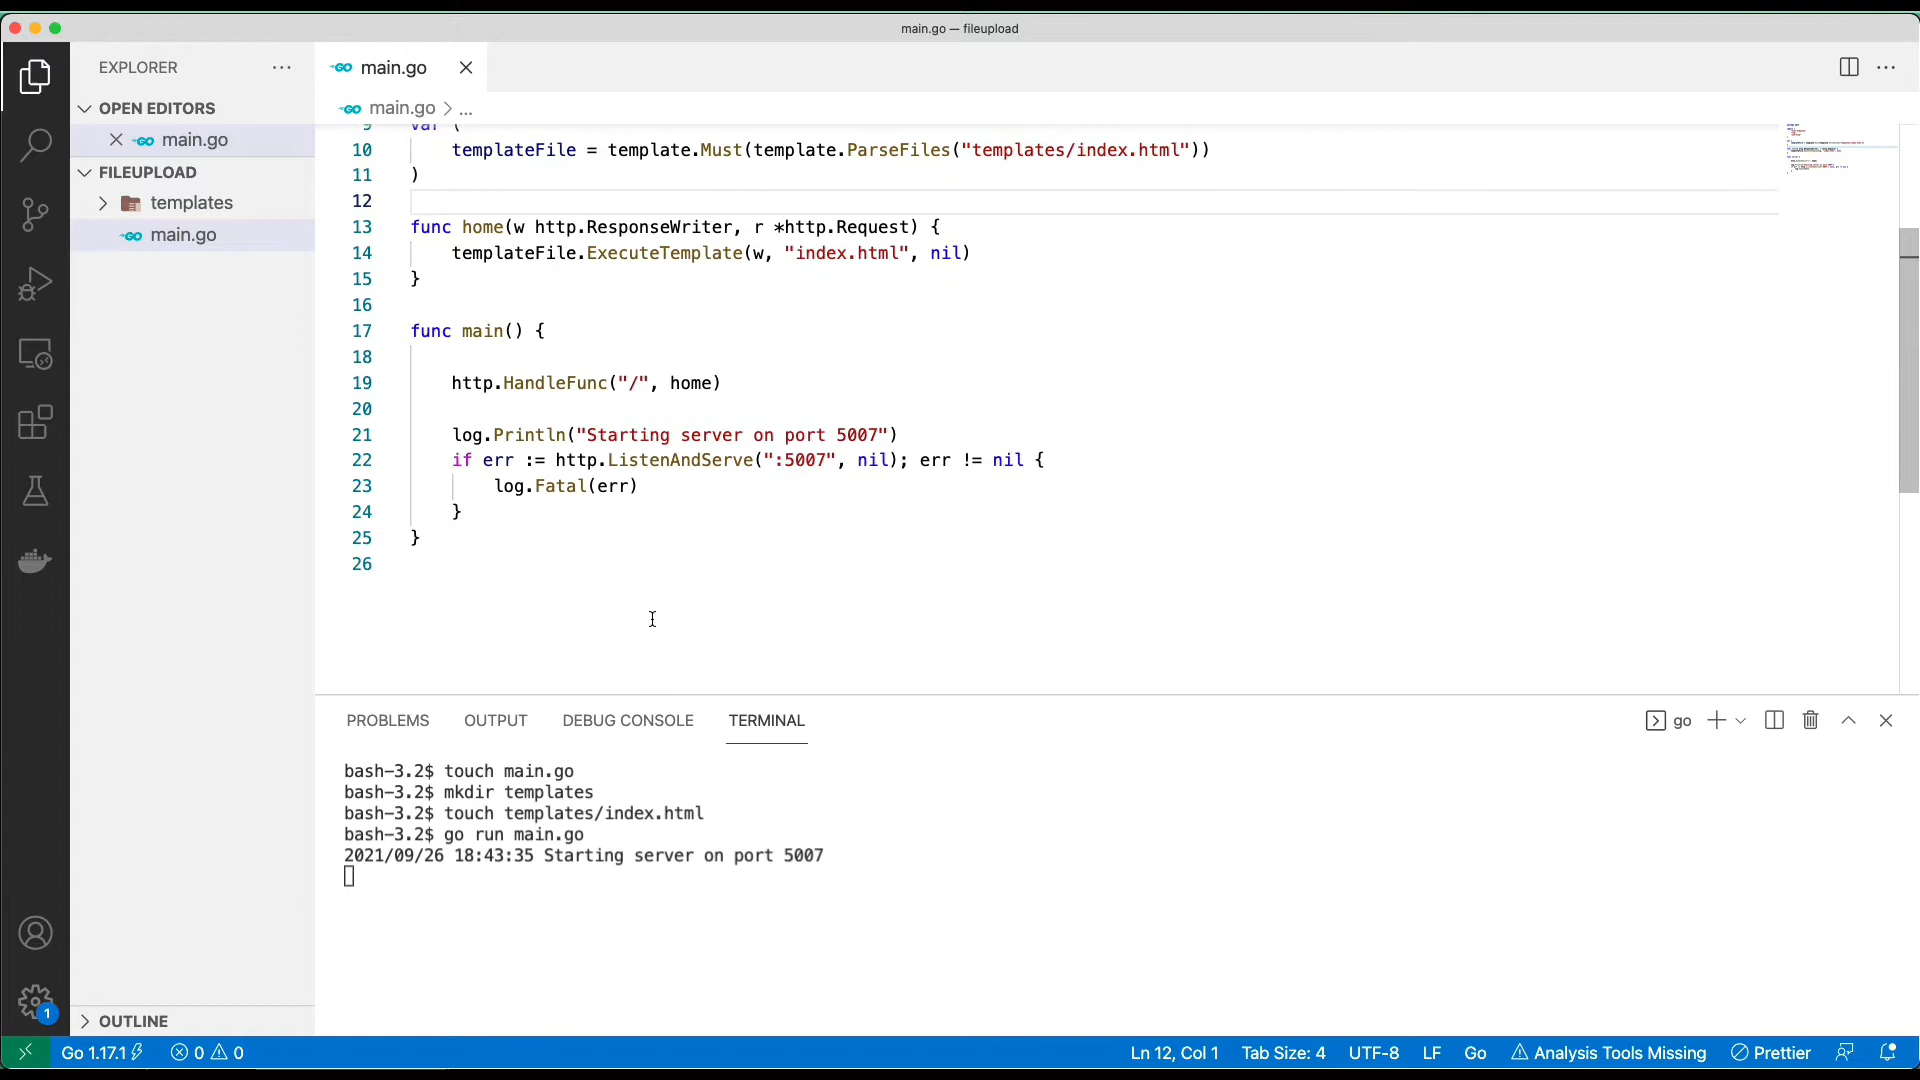 main.go — fileupload
EXPLORER
main.go
OPEN EDITORS
main.go > ...
main.go
FILEUPLOAD
templates
main.go
9 var (
10 templateFile = template.Must(template.ParseFiles("templates/index.html"))
11 )
12
13 func home(w http.ResponseWriter, r *http.Request) {
14 templateFile.ExecuteTemplate(w, "index.html", nil)
15 }
16
17 func main() {
18
19 http.HandleFunc("/", home)
20
21 log.Println("Starting server on port 5007")
22 if err := http.ListenAndServe(":5007", nil); err != nil {
23 log.Fatal(err)
24 }
25 }
26
PROBLEMS OUTPUT DEBUG CONSOLE TERMINAL
go
bash-3.2$ touch main.go
bash-3.2$ mkdir templates
bash-3.2$ touch templates/index.html
bash-3.2$ go run main.go
2021/09/26 18:43:35 Starting server on port 5007
1
OUTLINE
Go 1.17.1 0 0 Ln 12, Col 1 Tab Size: 4 UTF-8 LF Go Analysis Tools Missing Prettier